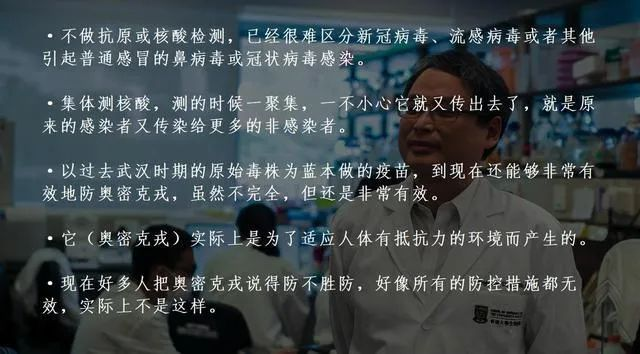 ·不做抗原或核酸检测，已经很难区分新冠病毒、流感病毒或者其他
引起普通感冒的鼻病毒或冠状病毒感染。
·集体测核酸，测的时候一聚集，一不小心它就又传出去了，就是原
来的感染者又传染给更多的非感染者。
·以过去武汉时期的原始毒株为蓝本做的疫苗，到现在还能够非常有
效地防奥密克戎，虽然不完全，但还是非常有效。
·它（奥密克戎）实际上是为了适应人体有抵抗力的环境而产生的。
·现在好多人把奥密克戎说得防不胜防，好像所有的防控措施都无
效，实际上不是这样。